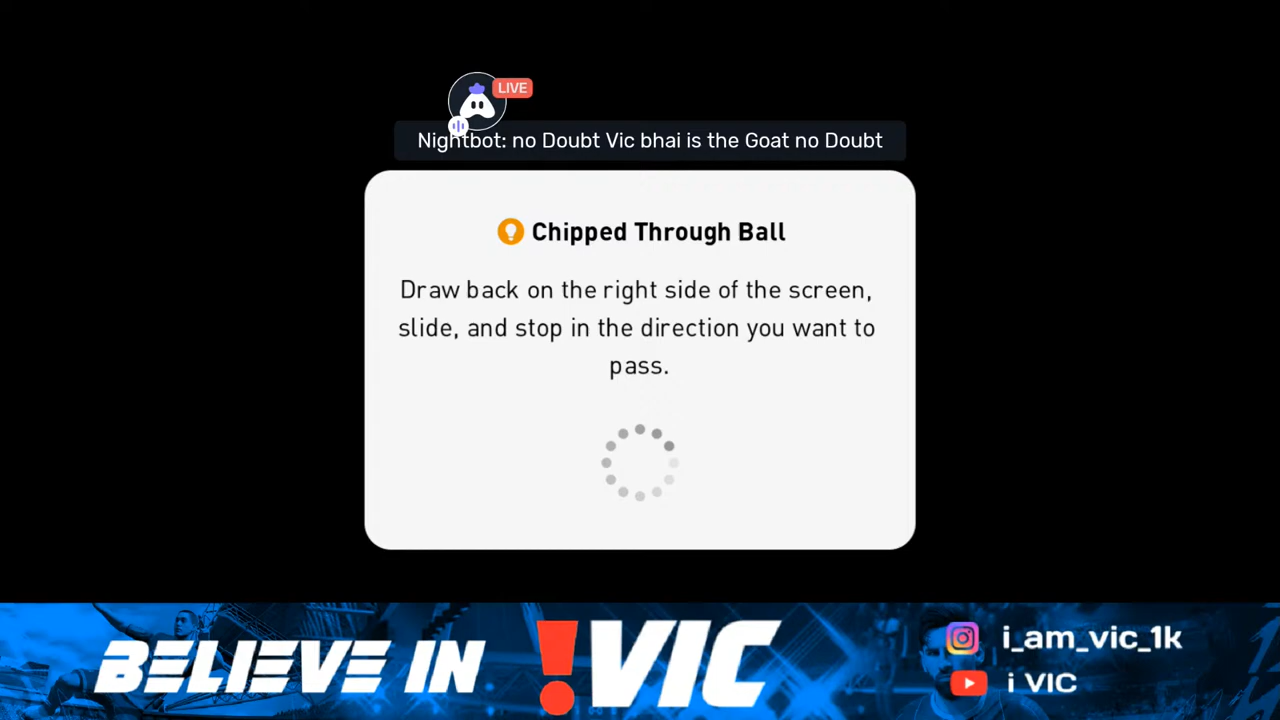 LIVE
Nightbot: no Doubt Vic bhai is the Goat no Doubt
Chipped Through Ball
Draw back on the right side of the screen,
slide, and stop in the direction you want to
pass.
BELIEVE IN !VIC
i_am_vic_1k
i VIC